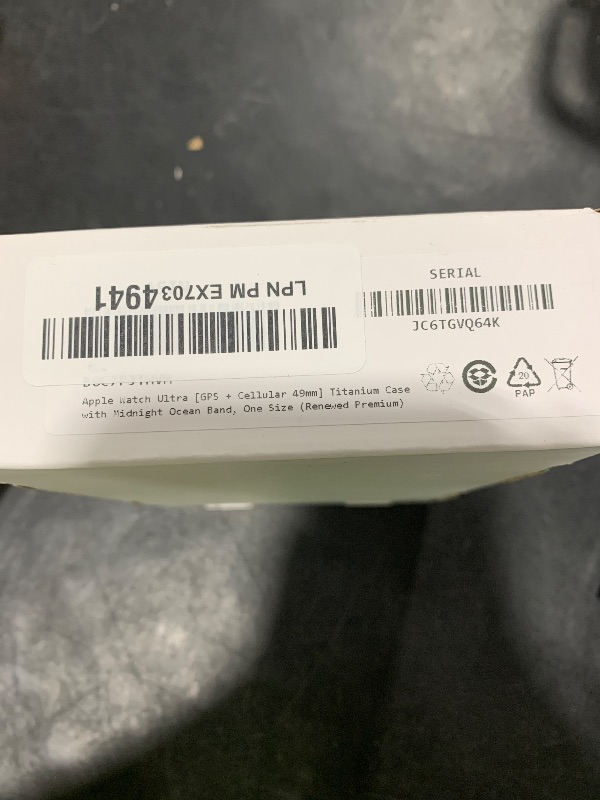 LPN PM EX7034941
SERIAL
JC6TGVQ64K
Apple Watch Ultra [GPS + Cellular 49mm] Titanium Case
with Midnight Ocean Band, One Size (Renewed Premium)
20
PAP